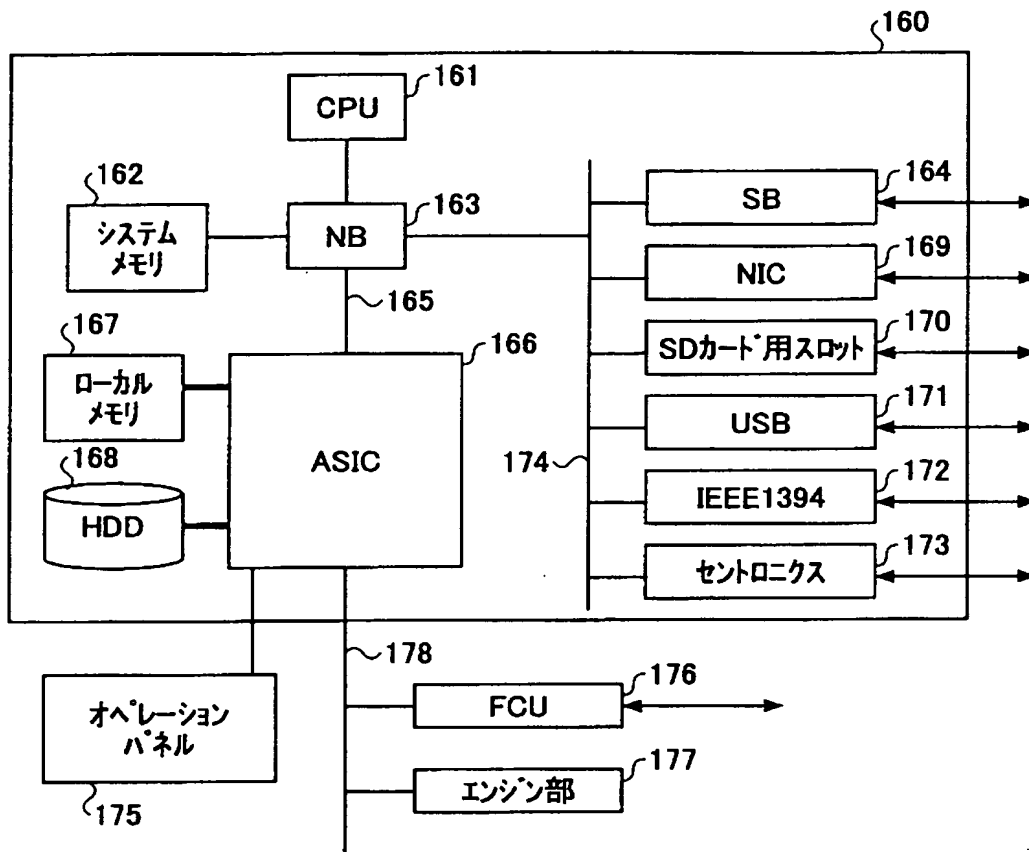 160
161
CPU
162
システム
メモリ
163
NB
164
SB
169
NIC
165
167
ローカル
メモリ
166
ASIC
170
SDカード用スロット
171
USB
174
168
HDD
172
IEEE1394
173
セントロニクス
178
オペレーション
パネル
175
176
FCU
177
エンジン部